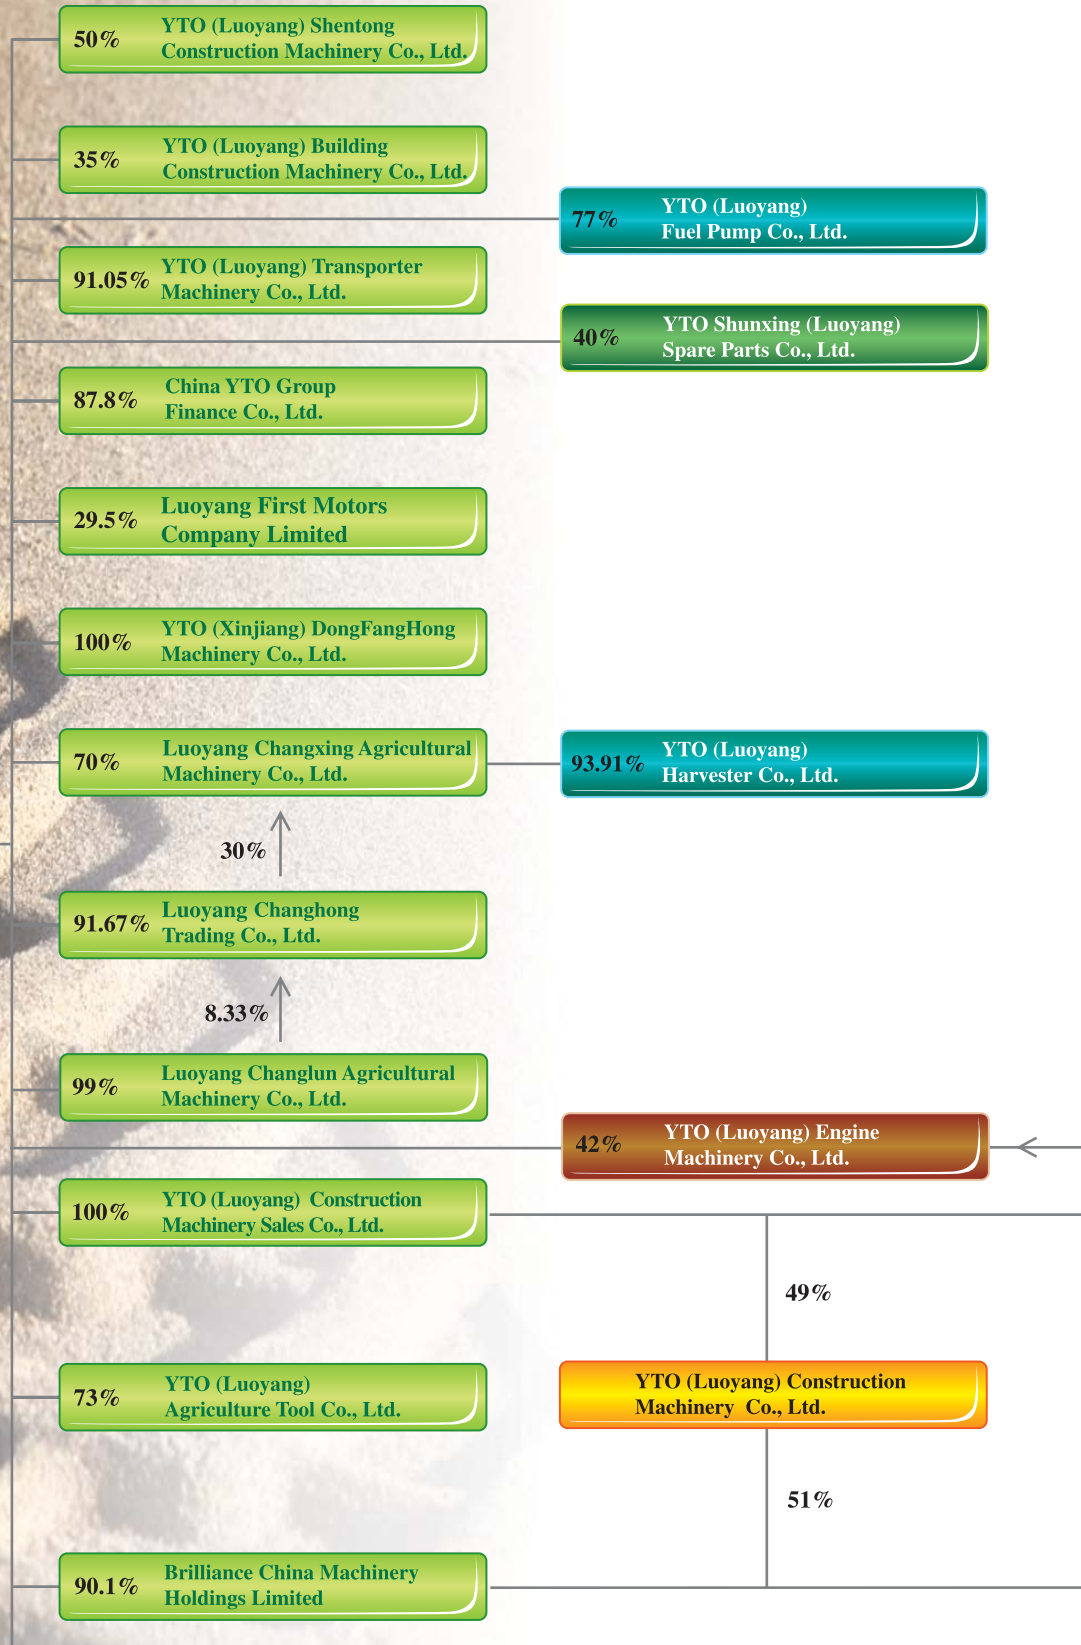 50%
YTO (Luoyang) Shentong
Construction Machinery Co., Ltd.
35%
YTO (Luoyang) Building
Construction Machinery Co., Ltd.
77%
YTO (Luoyang)
Fuel Pump Co., Ltd.
91.05%
YTO (Luoyang) Transporter
Machinery Co., Ltd.
40%
YTO Shunxing (Luoyang)
Spare Parts Co., Ltd.
87.8%
China YTO Group
Finance Co., Ltd.
29.5%
Luoyang First Motors
Company Limited
100%
YTO (Xinjiang) DongFangHong
Machinery Co., Ltd.
70%
Luoyang Changxing Agricultural
Machinery Co., Ltd.
93.91%
YTO (Luoyang)
Harvester Co., Ltd.
30%
91.67%
Luoyang Changhong
Trading Co., Ltd.
8.33%
99%
Luoyang Changlun Agricultural
Machinery Co., Ltd.
42%
YTO (Luoyang) Engine
Machinery Co., Ltd.
100%
YTO (Luoyang) Construction
Machinery Sales Co., Ltd.
49%
73%
YTO (Luoyang)
Agriculture Tool Co., Ltd.
YTO (Luoyang) Construction
Machinery Co., Ltd.
51%
90.1%
Brilliance China Machinery
Holdings Limited